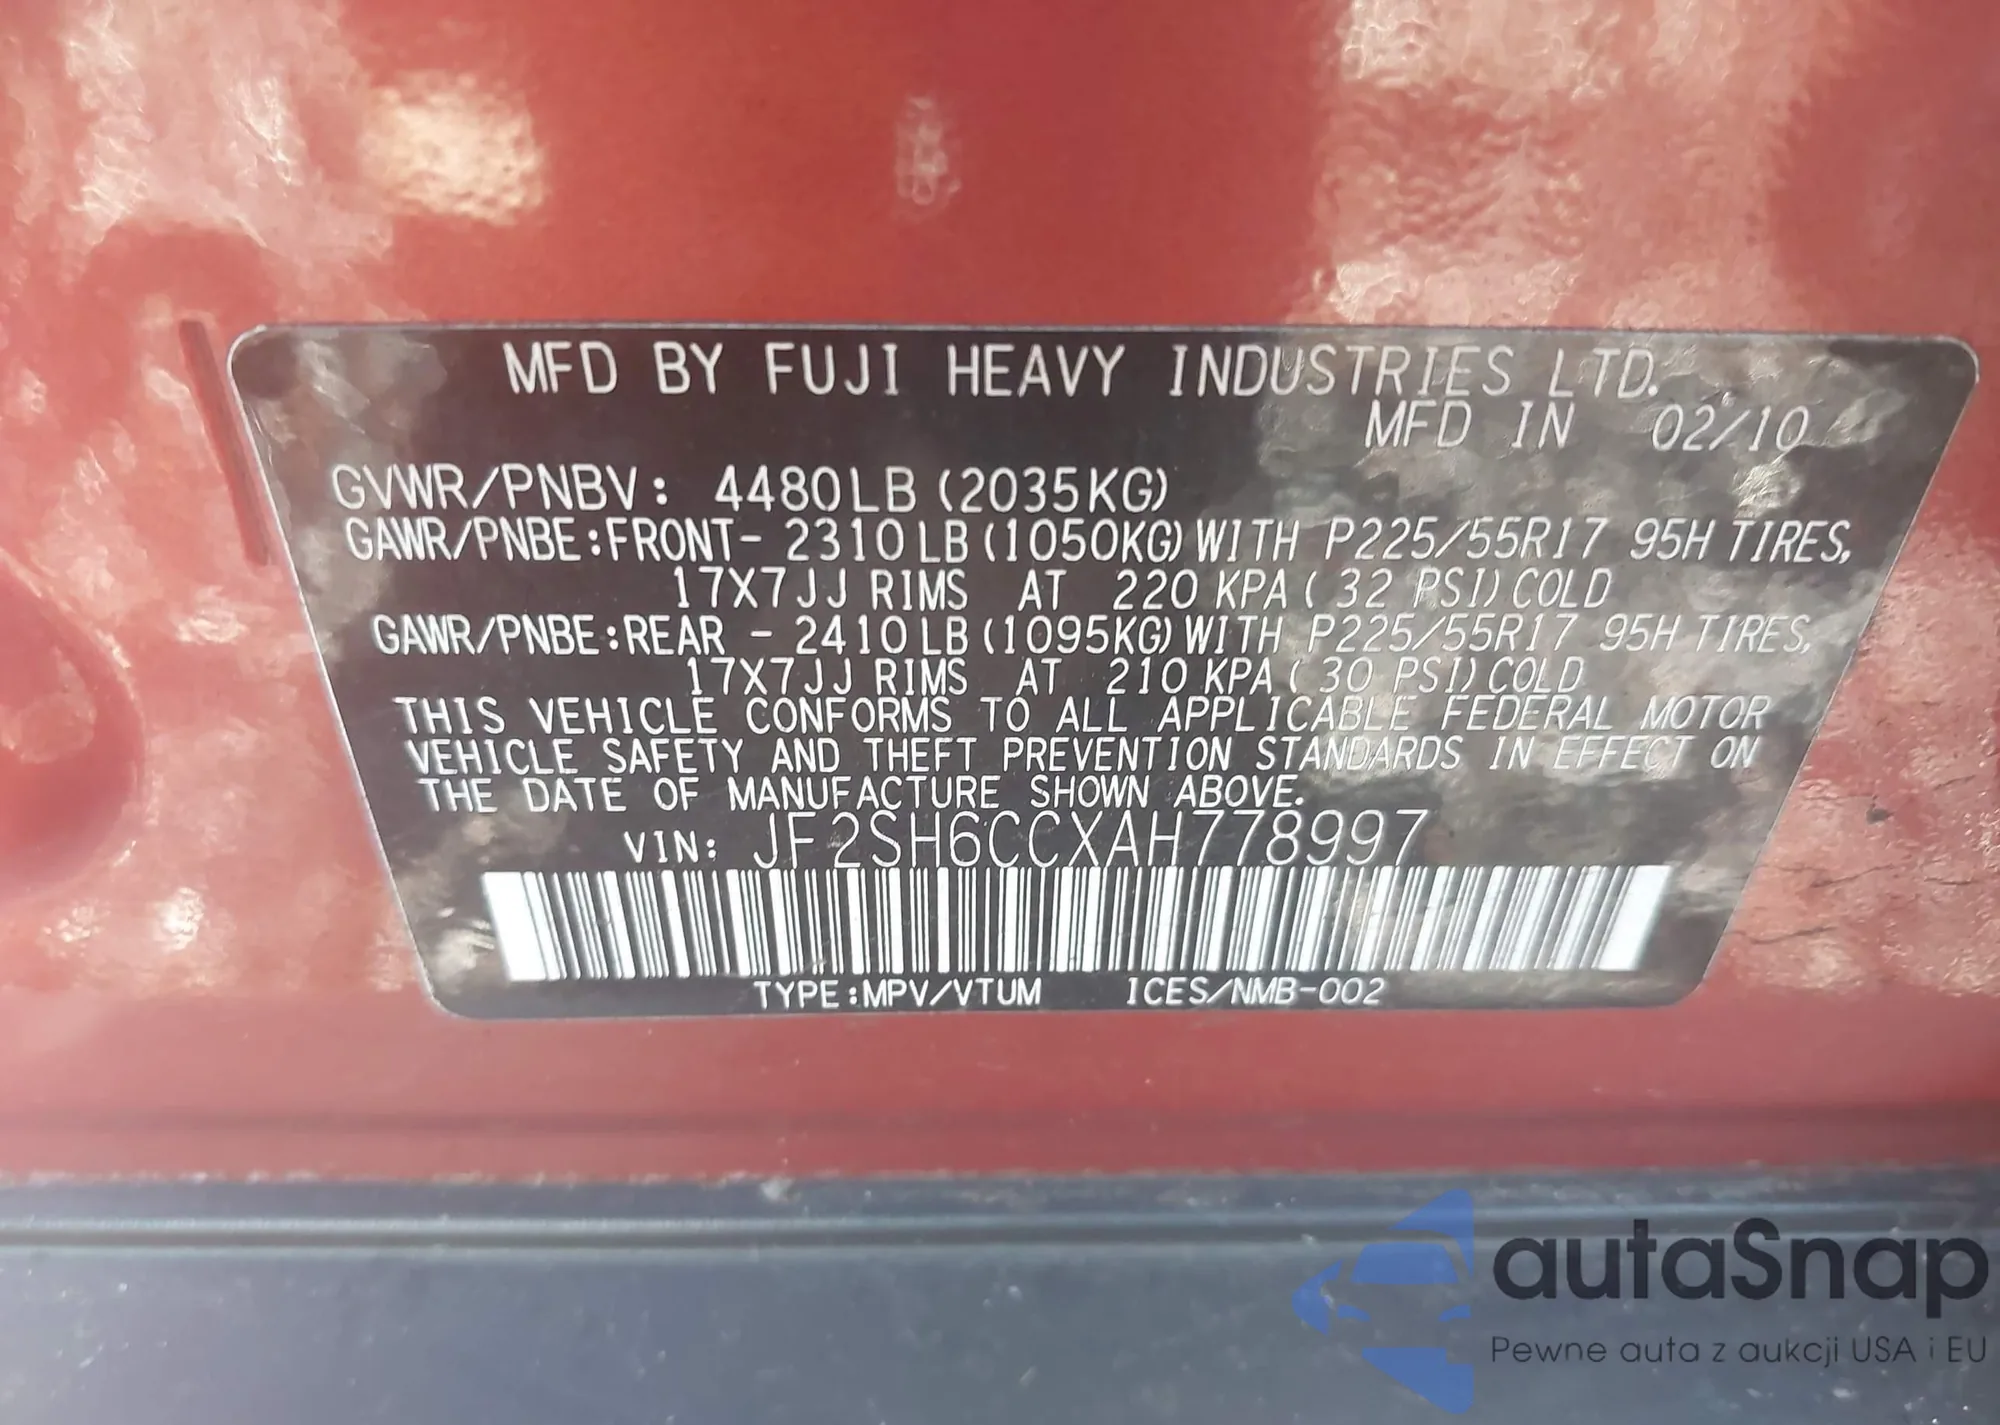 MFD BY FUJI HEAVY INDUSTRIES LTD.
MFD IN 02/10
GVWR/PNBV: 4480LB (2035KG)
GAWR/PNBE:FRONT- 2310LB (1050KG) WITH P225/55R17 95H TIRES,
17X7JJ RIMS AT 220 KPA ( 32 PSI) COLD
GAWR/PNBE:REAR - 2410LB (1095KG) WITH P225/55R17 95H TIRES,
17X7JJ RIMS AT 210 KPA ( 30 PSI) COLD
THIS VEHICLE CONFORMS TO ALL APPLICABLE FEDERAL MOTOR
VEHICLE SAFETY AND THEFT PREVENTION STANDARDS IN EFFECT ON
THE DATE OF MANUFACTURE SHOWN ABOVE.
VIN: JF2SH6CCXAH778997
TYPE:MPV/VTUM ICES/NMB-002
autaSnap
Pewne auta z aukcji USA i EU